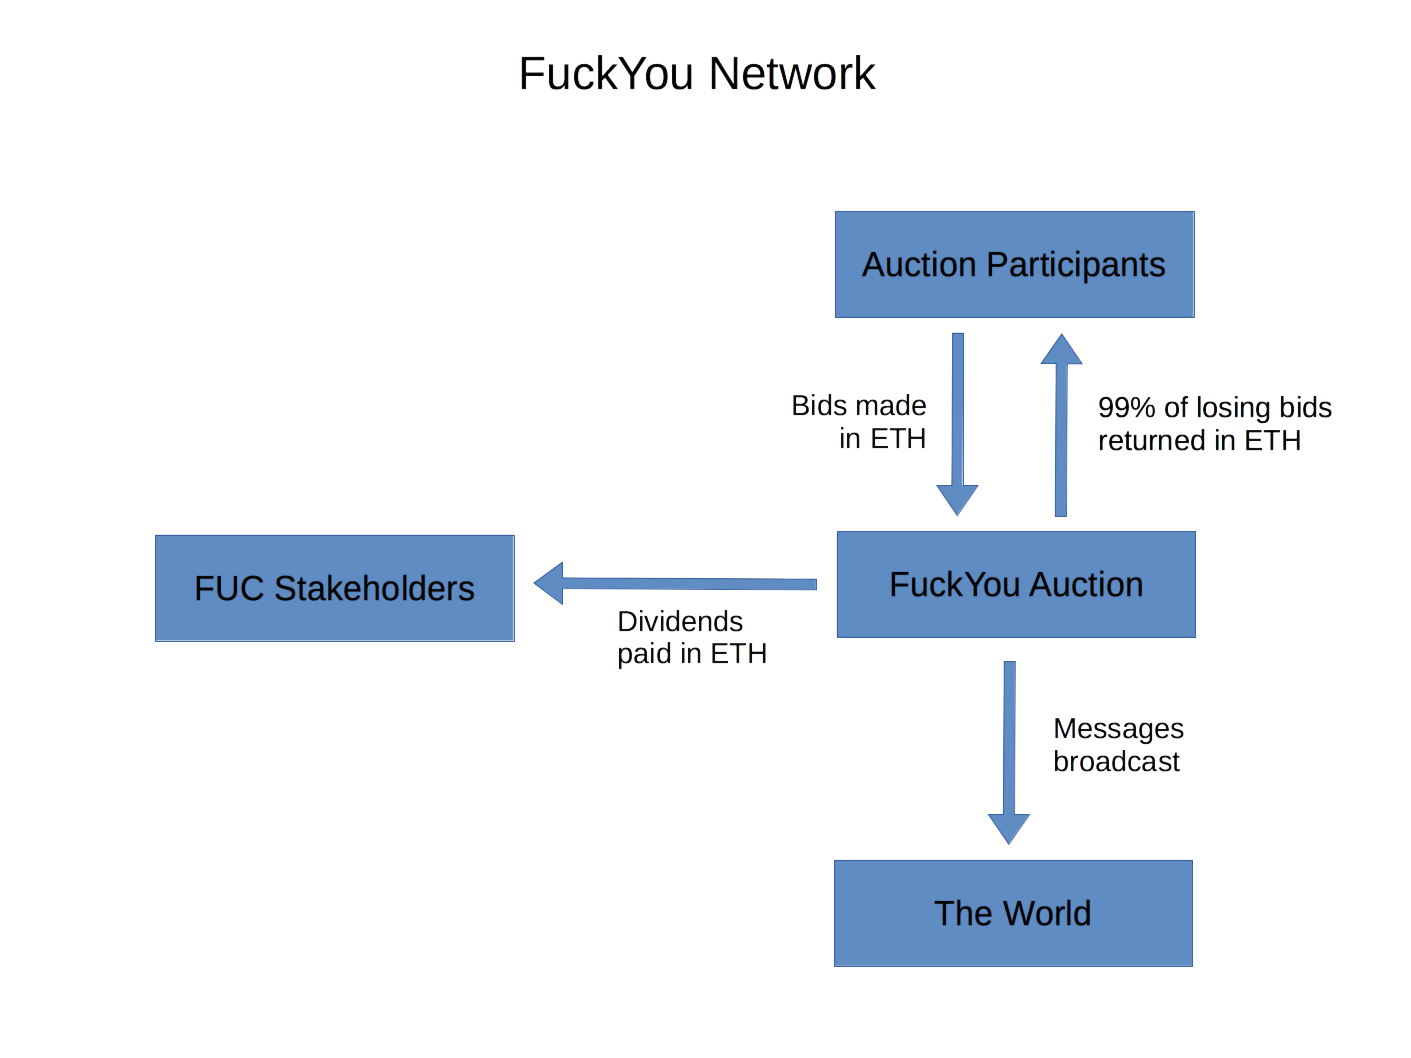 FuckYou Network
Auction Participants
Bids made
in ETH
99% of losing bids
returned in ETH
FUC Stakeholders
Dividends
paid in ETH
FuckYou Auction
Messages
broadcast
The World